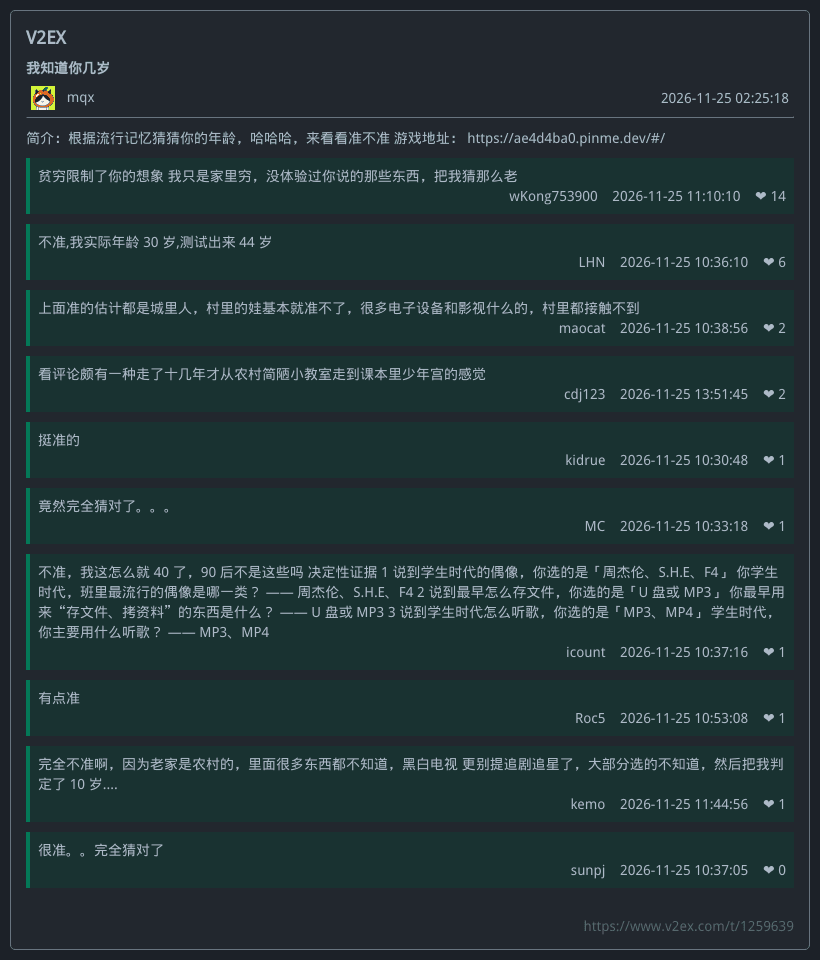 V2EX
我知道你几岁
mqx 2026-11-25 02:25:18
简介：根据流行记忆猜猜你的年龄，哈哈哈，来看看准不准 游戏地址： https://ae4d4ba0.pinme.dev/#/
贫穷限制了你的想象 我只是家里穷，没体验过你说的那些东西，把我猜那么老
wKong753900 2026-11-25 11:10:10 ❤ 14
不准,我实际年龄 30 岁,测试出来 44 岁
LHN 2026-11-25 10:36:10 ❤ 6
上面准的估计都是城里人，村里的娃基本就准不了，很多电子设备和影视什么的，村里都接触不到
maocat 2026-11-25 10:38:56 ❤ 2
看评论颇有一种走了十几年才从农村简陋小教室走到课本里少年宫的感觉
cdj123 2026-11-25 13:51:45 ❤ 2
挺准的
kidrue 2026-11-25 10:30:48 ❤ 1
竟然完全猜对了。。。
MC 2026-11-25 10:33:18 ❤ 1
不准，我这怎么就 40 了，90 后不是这些吗 决定性证据 1 说到学生时代的偶像，你选的是「周杰伦、S.H.E、F4」 你学生
时代，班里最流行的偶像是哪一类？ —— 周杰伦、S.H.E、F4 2 说到最早怎么存文件，你选的是「U 盘或 MP3」 你最早用
来“存文件、拷资料”的东西是什么？ —— U 盘或 MP3 3 说到学生时代怎么听歌，你选的是「MP3、MP4」 学生时代，
你主要用什么听歌？ —— MP3、MP4
icount 2026-11-25 10:37:16 ❤ 1
有点准
Roc5 2026-11-25 10:53:08 ❤ 1
完全不准啊，因为老家是农村的，里面很多东西都不知道，黑白电视 更别提追剧追星了，大部分选的不知道，然后把我判
定了 10 岁....
kemo 2026-11-25 11:44:56 ❤ 1
很准。。完全猜对了
sunpj 2026-11-25 10:37:05 ❤ 0
https://www.v2ex.com/t/1259639